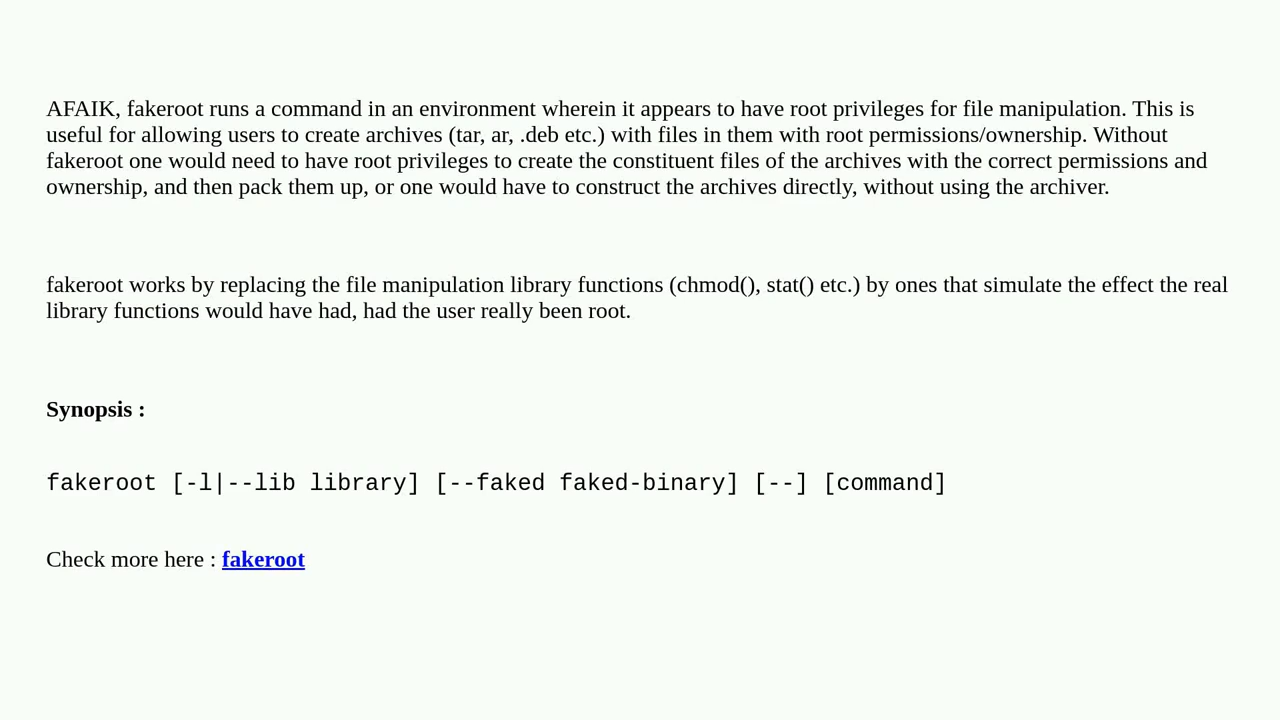 AFAIK, fakeroot runs a command in an environment wherein it appears to have root privileges for file manipulation. This is
useful for allowing users to create archives (tar, ar, .deb etc.) with files in them with root permissions/ownership. Without
fakeroot one would need to have root privileges to create the constituent files of the archives with the correct permissions and
ownership, and then pack them up, or one would have to construct the archives directly, without using the archiver.
fakeroot works by replacing the file manipulation library functions (chmod(), stat() etc.) by ones that simulate the effect the real
library functions would have had, had the user really been root.
Synopsis :
fakeroot [-l|--lib library] [--faked faked-binary] [--] [command]
Check more here : fakeroot